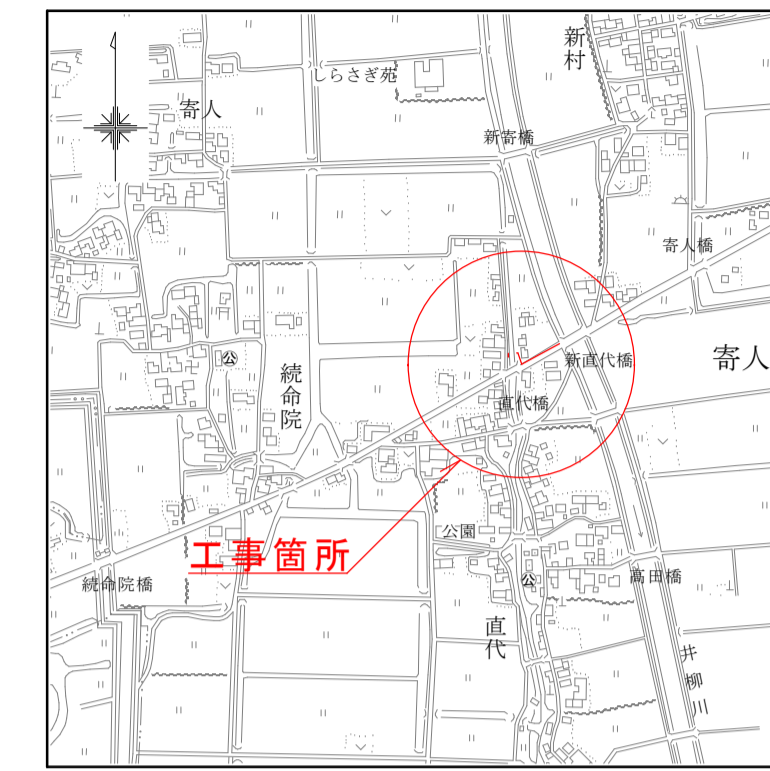 新村
しらさぎ苑
寄人
新寄橋
寄人橋
新直代橋
寄人
公
続命院
直代橋
公園
工事箇所
続命院橋
公
高田橋
直代
井柳川